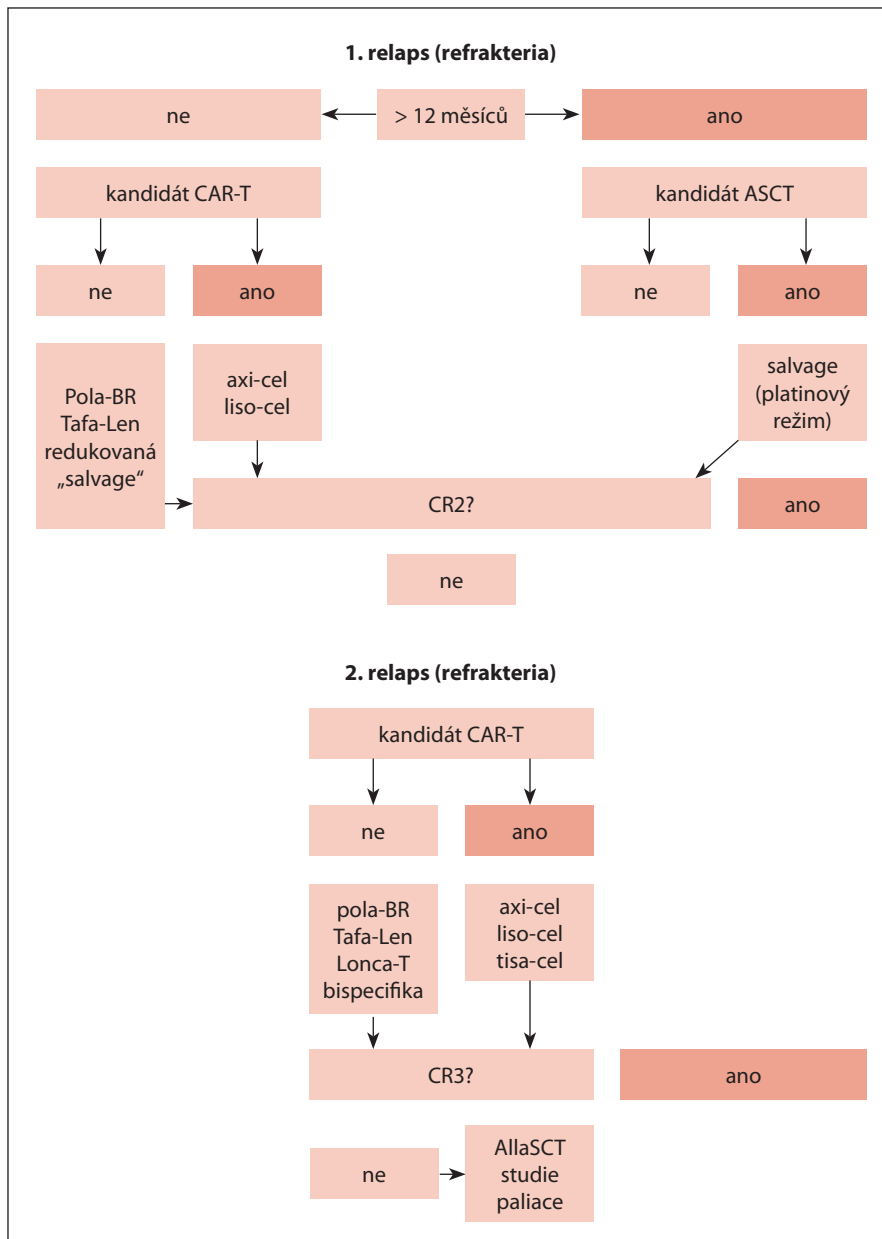 1. relaps (refrakteria)
ne
> 12 měsíců
ano
kandidát CAR-T
kandidát ASCT
ne
ano
ne
ano
Pola-BR
Tafa-Len
redukovaná
„salvage“
axi-cel
liso-cel
salvage
(platinový
režim)
CR2?
ano
ne
2. relaps (refrakteria)
kandidát CAR-T
ne
ano
pola-BR
Tafa-Len
Lonca-T
bispecifika
axi-cel
liso-cel
tisa-cel
CR3?
ano
ne
AllaSCT
studie
paliace